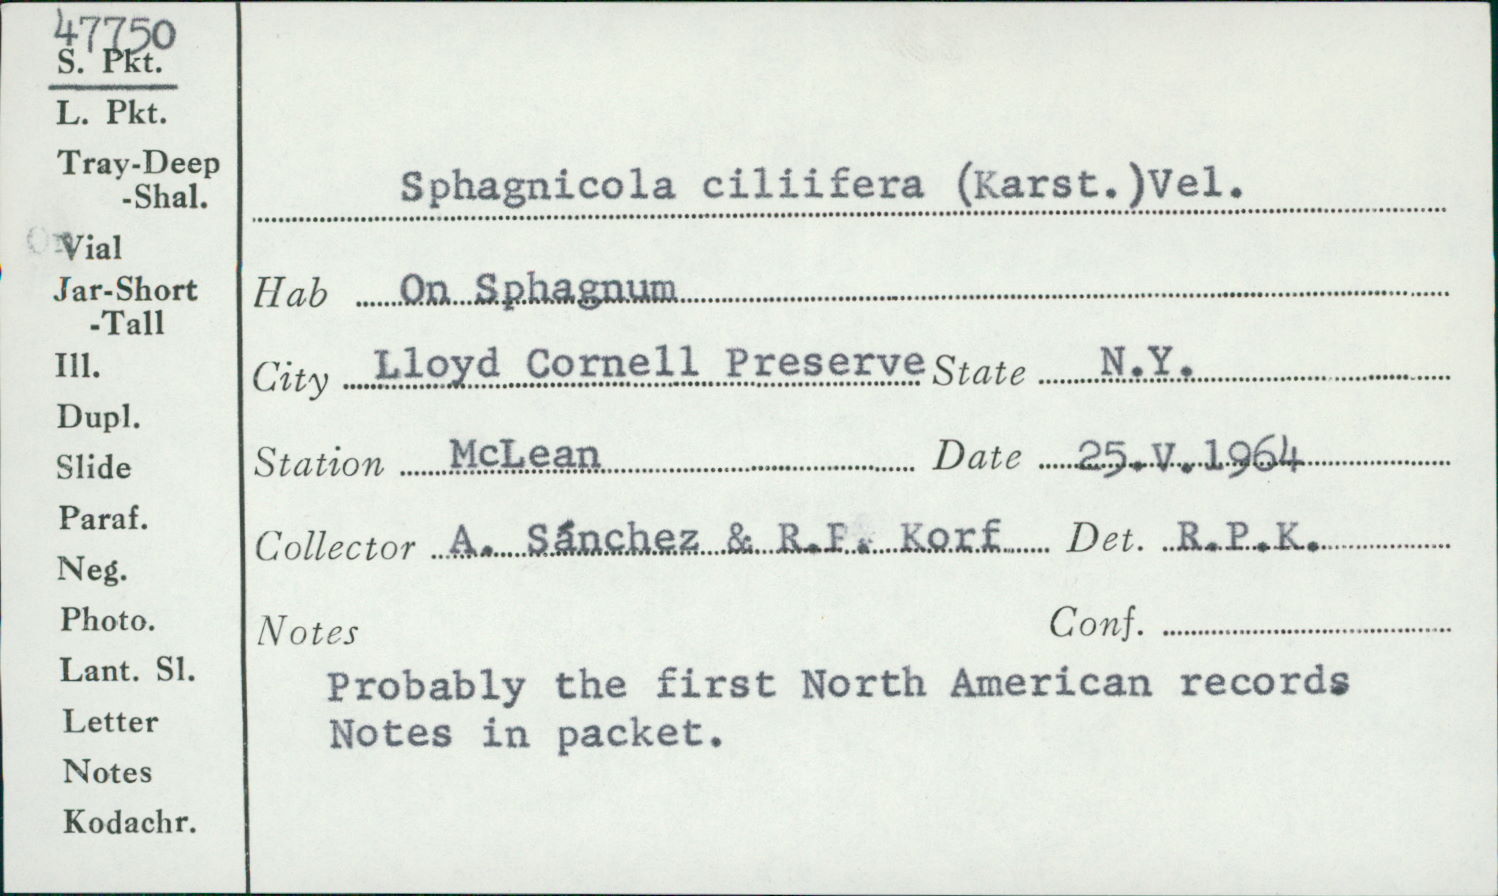 47750
S. Pkt.
L. Pkt.
Tray-Deep
-Shal.
Vial
Jar-Short
-Tall
Ill.
Dupl.
Slide
Paraf.
Neg.
Photo.
Lant. Sl.
Letter
Notes
Kodachr.
Sphagnicola ciliifera (Karst.)Vel.
Hab On Sphagnum
City Lloyd Cornell Preserve State N.Y.
Station McLean Date 25.V.1964
Collector A. Sánchez & R.P. Korf Det. R.P.K.
Notes Conf.
Probably the first North American records
Notes in packet.